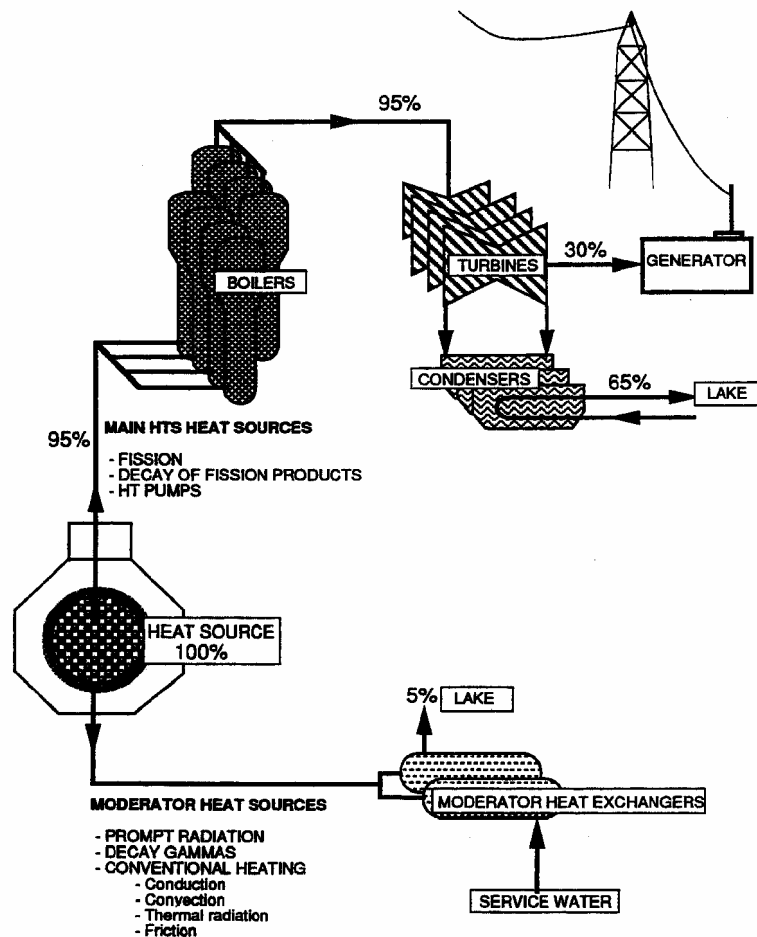 95%
BOILERS
TURBINES
30%
GENERATOR
CONDENSERS
65%
LAKE
95%
MAIN HTS HEAT SOURCES
- FISSION
- DECAY OF FISSION PRODUCTS
- HT PUMPS
HEAT SOURCE
100%
5%
LAKE
MODERATOR HEAT EXCHANGERS
MODERATOR HEAT SOURCES
- PROMPT RADIATION
- DECAY GAMMAS
- CONVENTIONAL HEATING
- Conduction
- Convection
- Thermal radiation
- Friction
SERVICE WATER